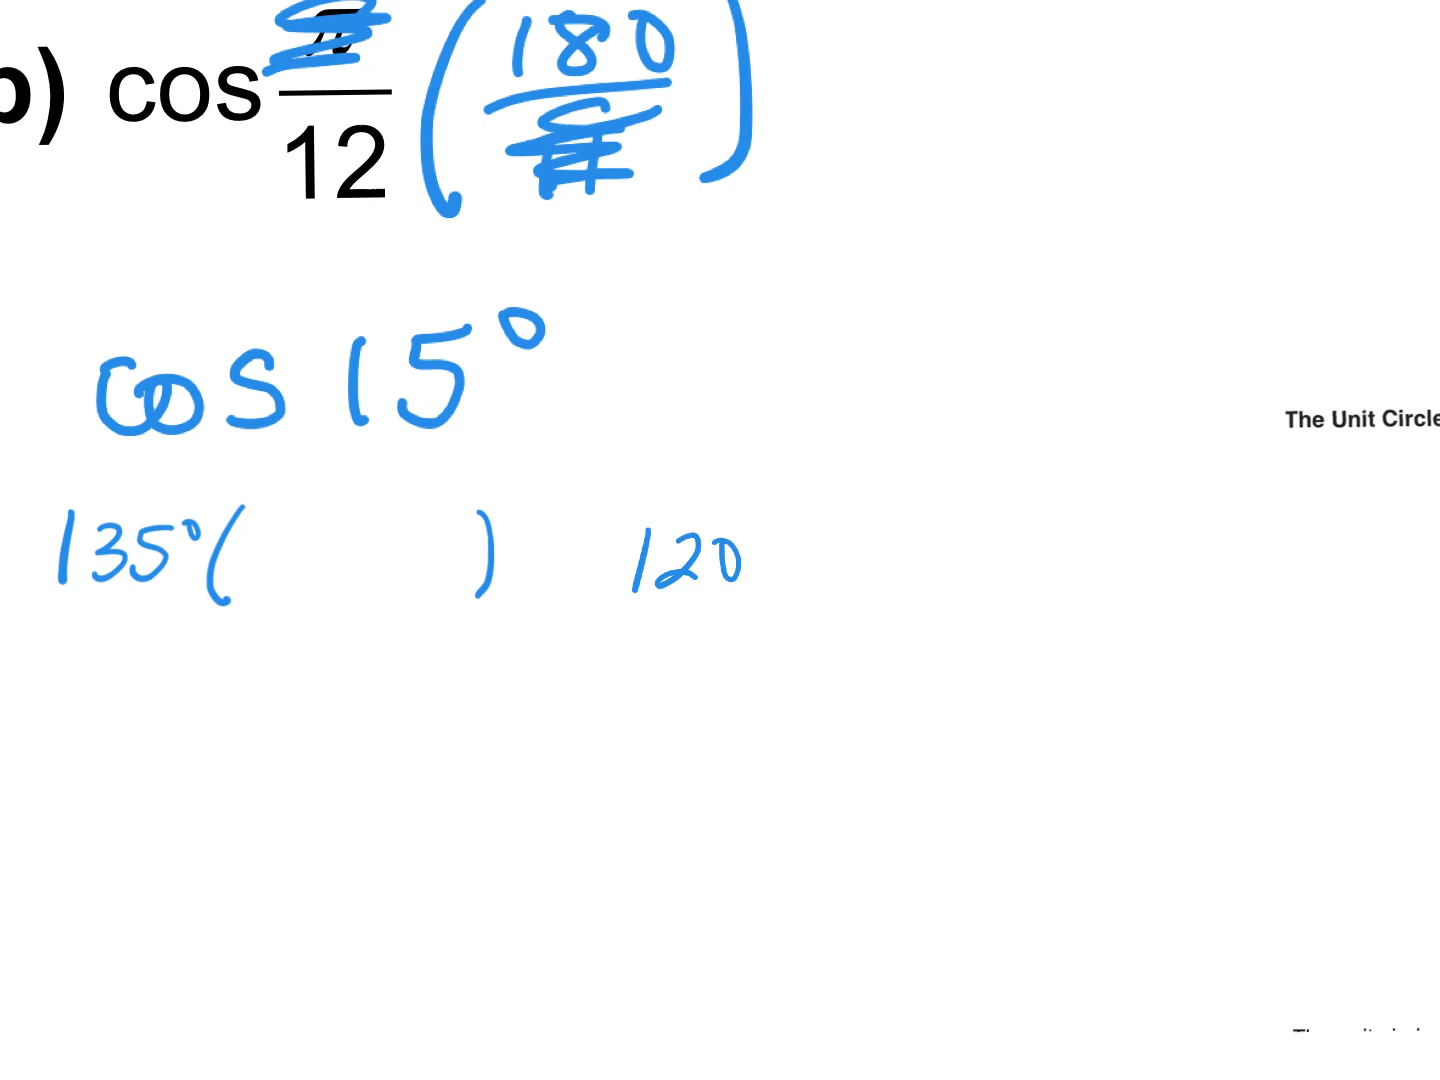 b) cos π/12 (180/π)
cos 15°
The Unit Circle
135° ( ) 120